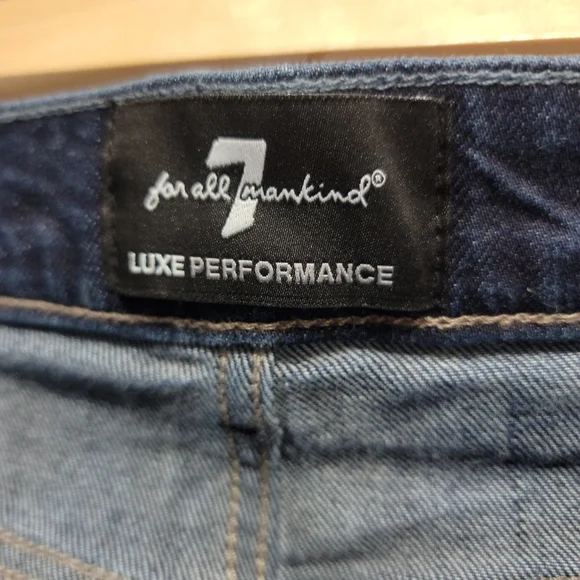 7
for all mankind®
LUXE PERFORMANCE